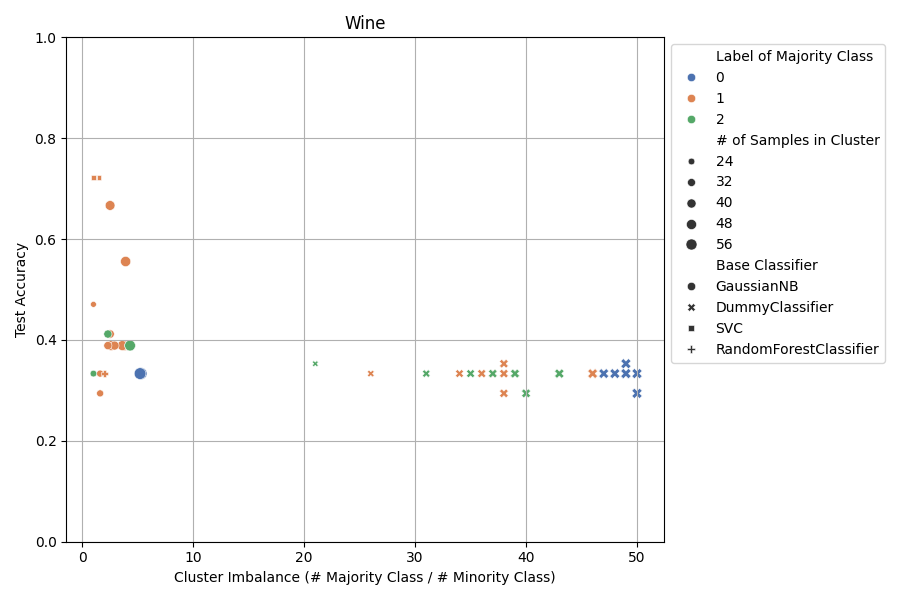 Wine
1.0
0.8
0.6
0.4
0.2
0.0
Test Accuracy
0 10 20 30 40 50
Cluster Imbalance (# Majority Class / # Minority Class)
Label of Majority Class
0
1
2
# of Samples in Cluster
24
32
40
48
56
Base Classifier
GaussianNB
DummyClassifier
SVC
RandomForestClassifier